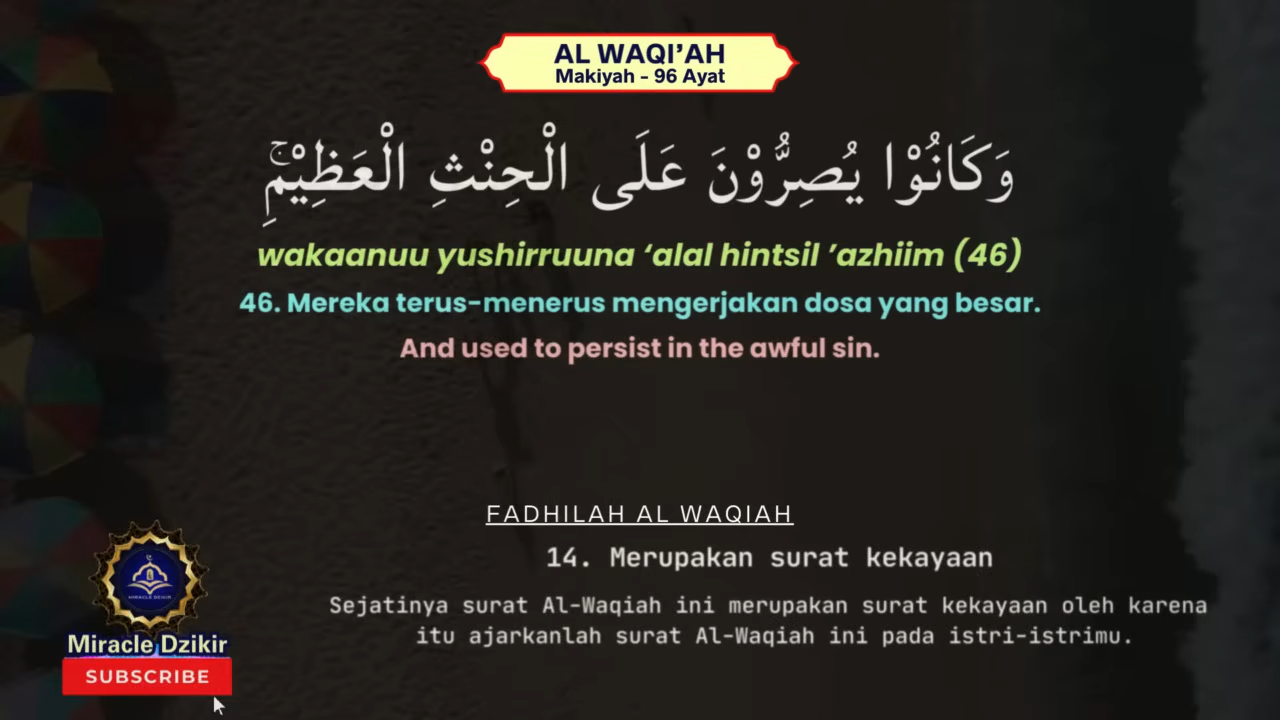 AL WAQI’AH
Makiyah - 96 Ayat
وَكَانُوْا يُصِرُّوْنَ عَلَى الْحِنْثِ الْعَظِيْمِۚ
wakaanuu yushirruuna ‘alal hintsil ’azhiim (46)
46. Mereka terus-menerus mengerjakan dosa yang besar.
And used to persist in the awful sin.
FADHILAH AL WAQIAH
14. Merupakan surat kekayaan
Sejatinya surat Al-Waqiah ini merupakan surat kekayaan oleh karena
itu ajarkanlah surat Al-Waqiah ini pada istri-istrimu.
MIRACLE DZIKIR
Miracle Dzikir
SUBSCRIBE